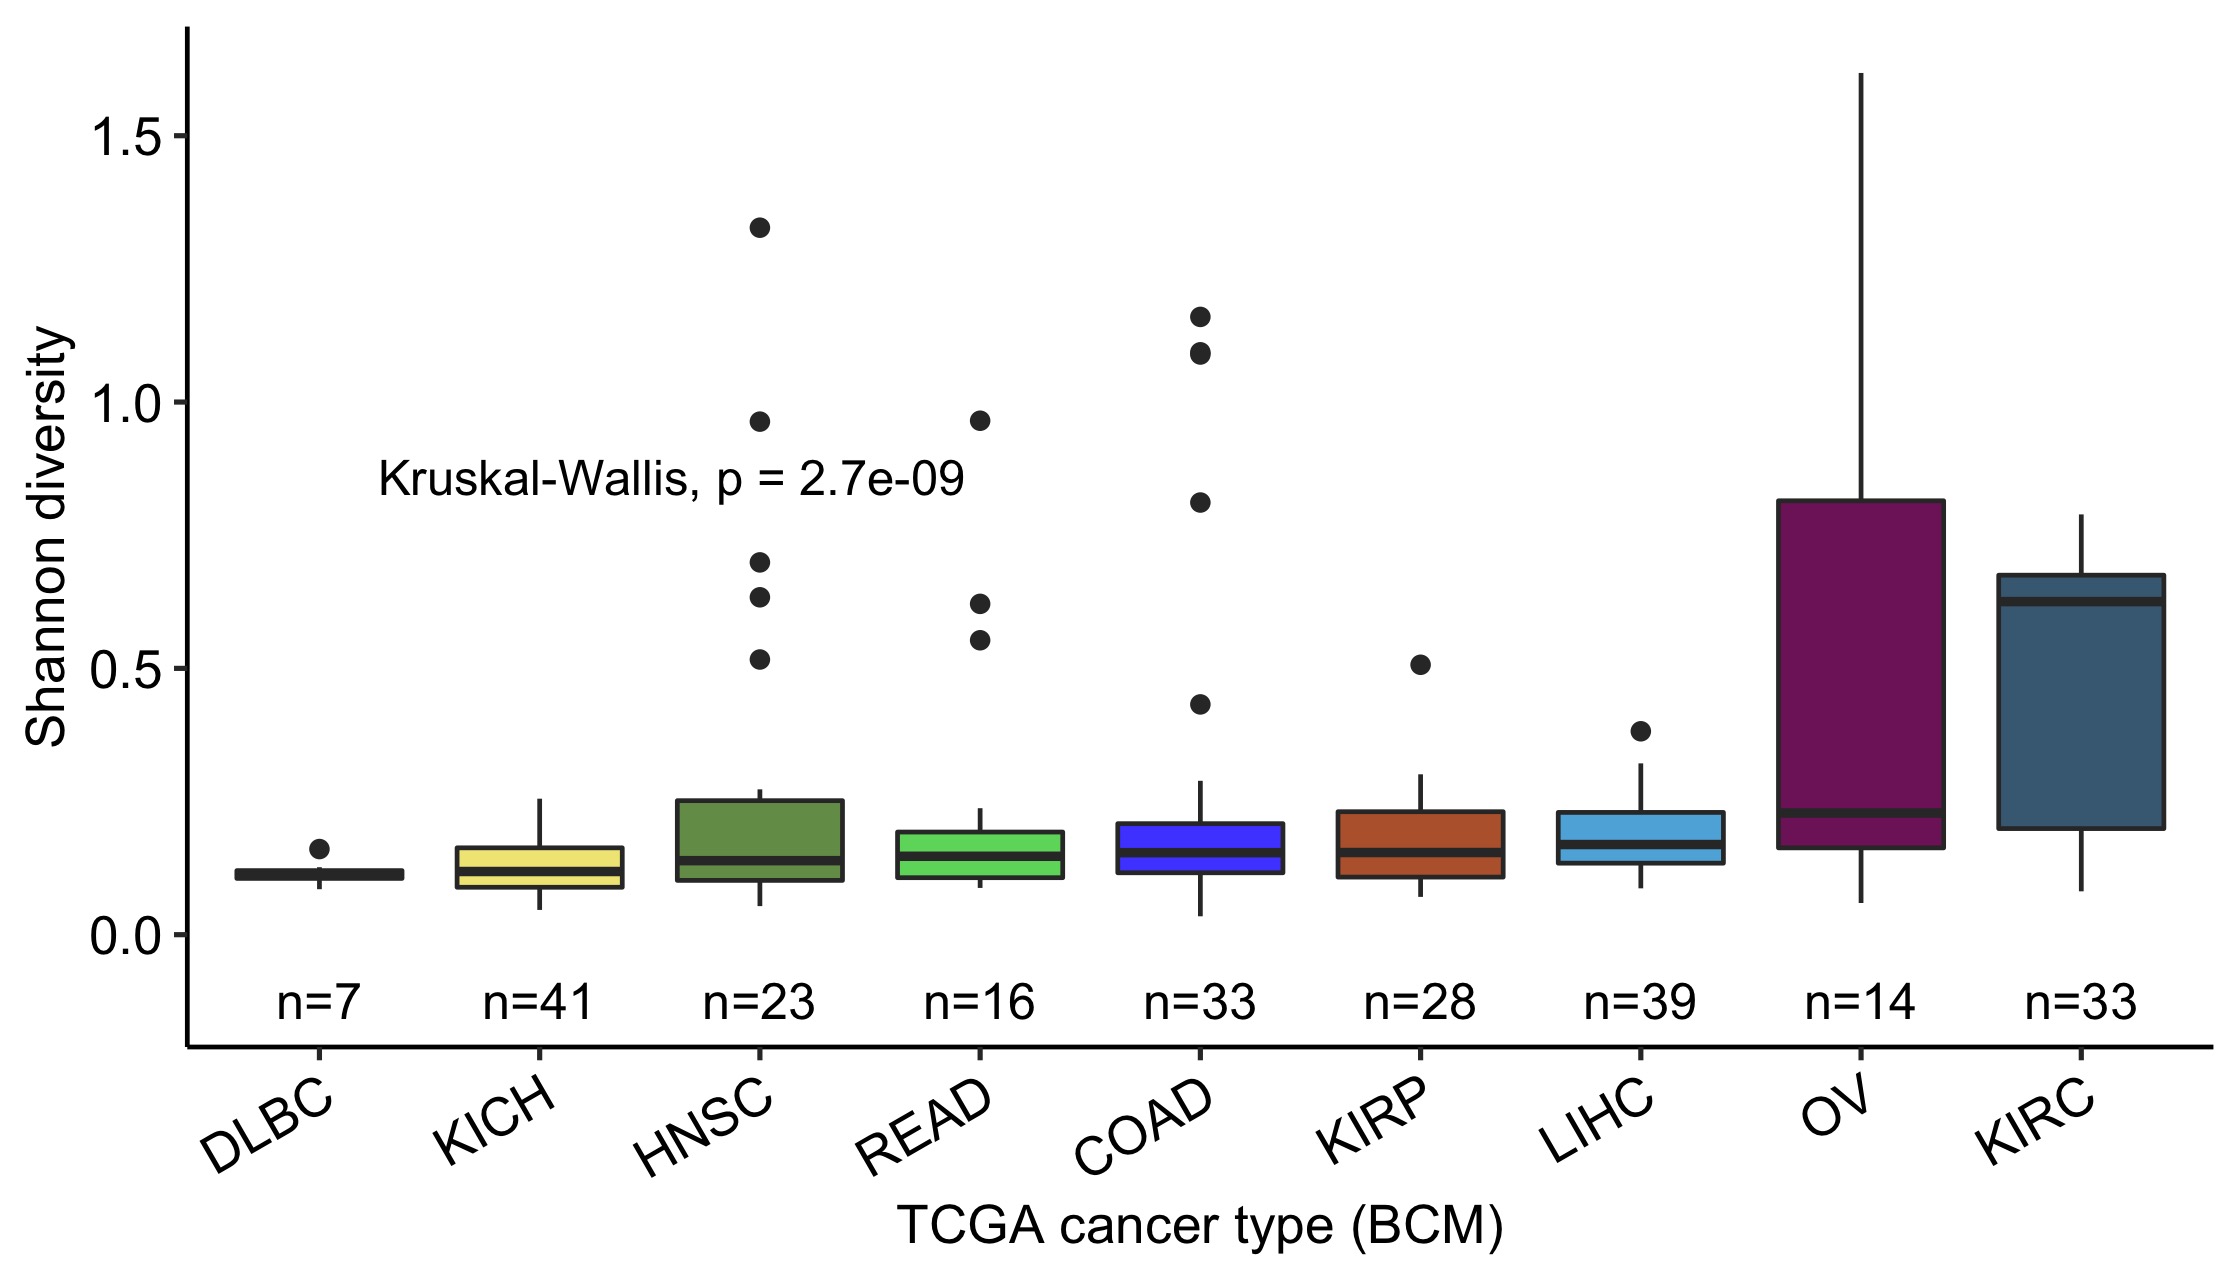 Shannon diversity
1.5
1.0
0.5
0.0
Kruskal-Wallis, p = 2.7e-09
n=7 n=41 n=23 n=16 n=33 n=28 n=39 n=14 n=33
DLBC KICH HNSC READ COAD KIRP LIHC OV KIRC
TCGA cancer type (BCM)